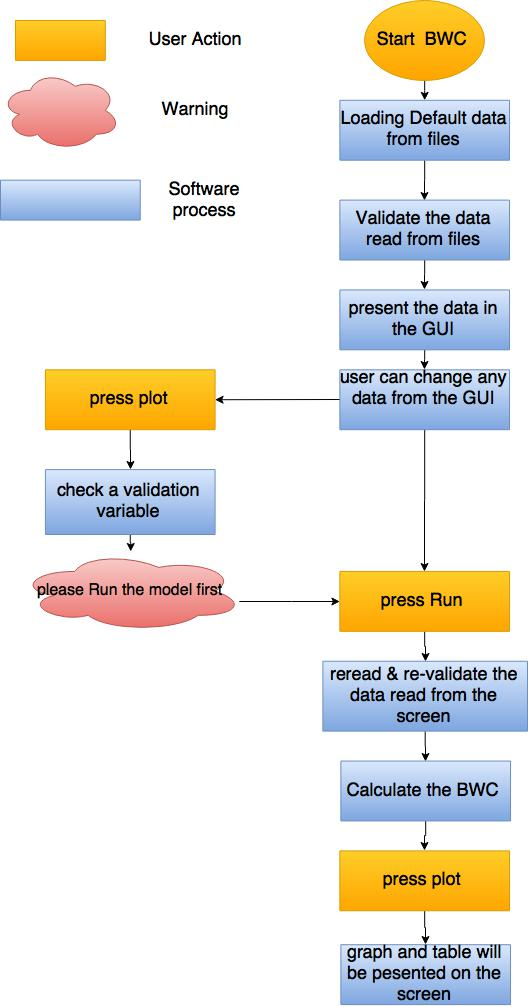 User Action
Warning
Software
process
Start BWC
Loading Default data
from files
Validate the data
read from files
present the data in
the GUI
user can change any
data from the GUI
press plot
check a validation
variable
please Run the model first
press Run
reread & re-validate the
data read from the
screen
Calculate the BWC
press plot
graph and table will
be pesented on the
screen